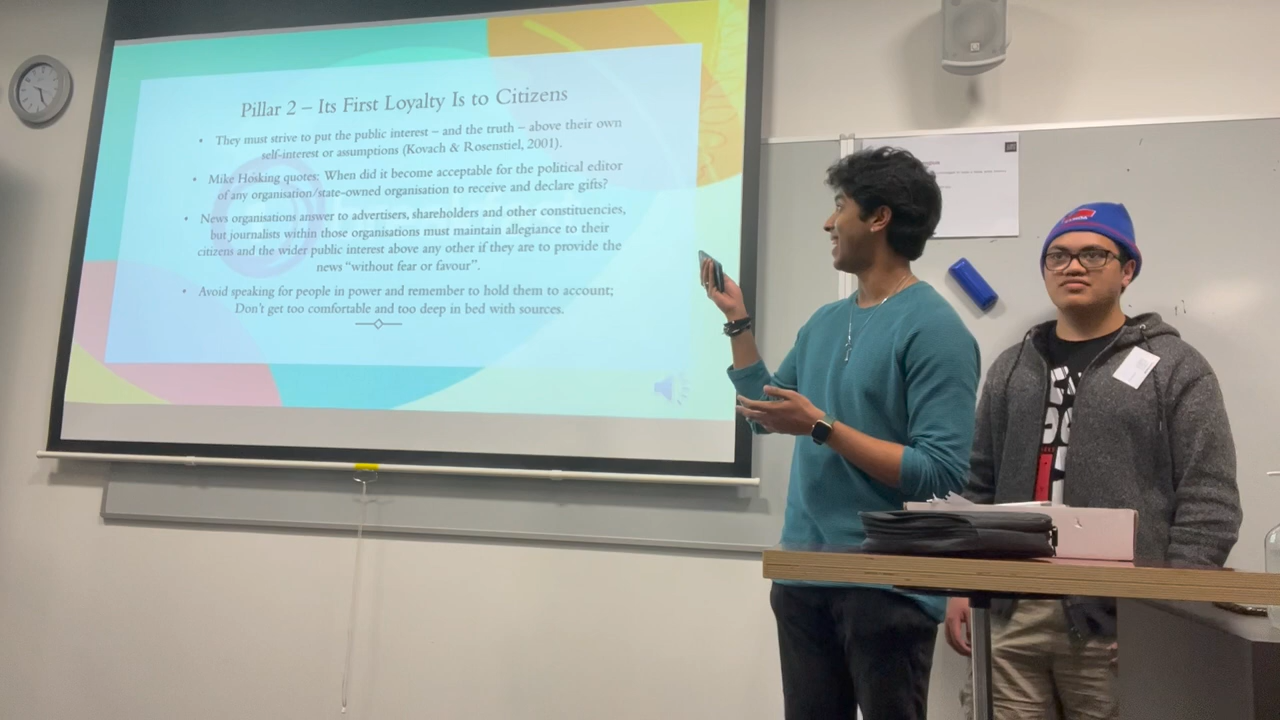 Pillar 2 – Its First Loyalty Is to Citizens
• They must strive to put the public interest – and the truth – above their own
self-interest or assumptions (Kovach & Rosenstiel, 2001).
• Mike Hosking quotes: When did it become acceptable for the political editor
of any organisation/state-owned organisation to receive and declare gifts?
• News organisations answer to advertisers, shareholders and other constituencies,
but journalists within those organisations must maintain allegiance to their
citizens and the wider public interest above any other if they are to provide the
news “without fear or favour”.
• Avoid speaking for people in power and remember to hold them to account;
Don't get too comfortable and too deep in bed with sources.